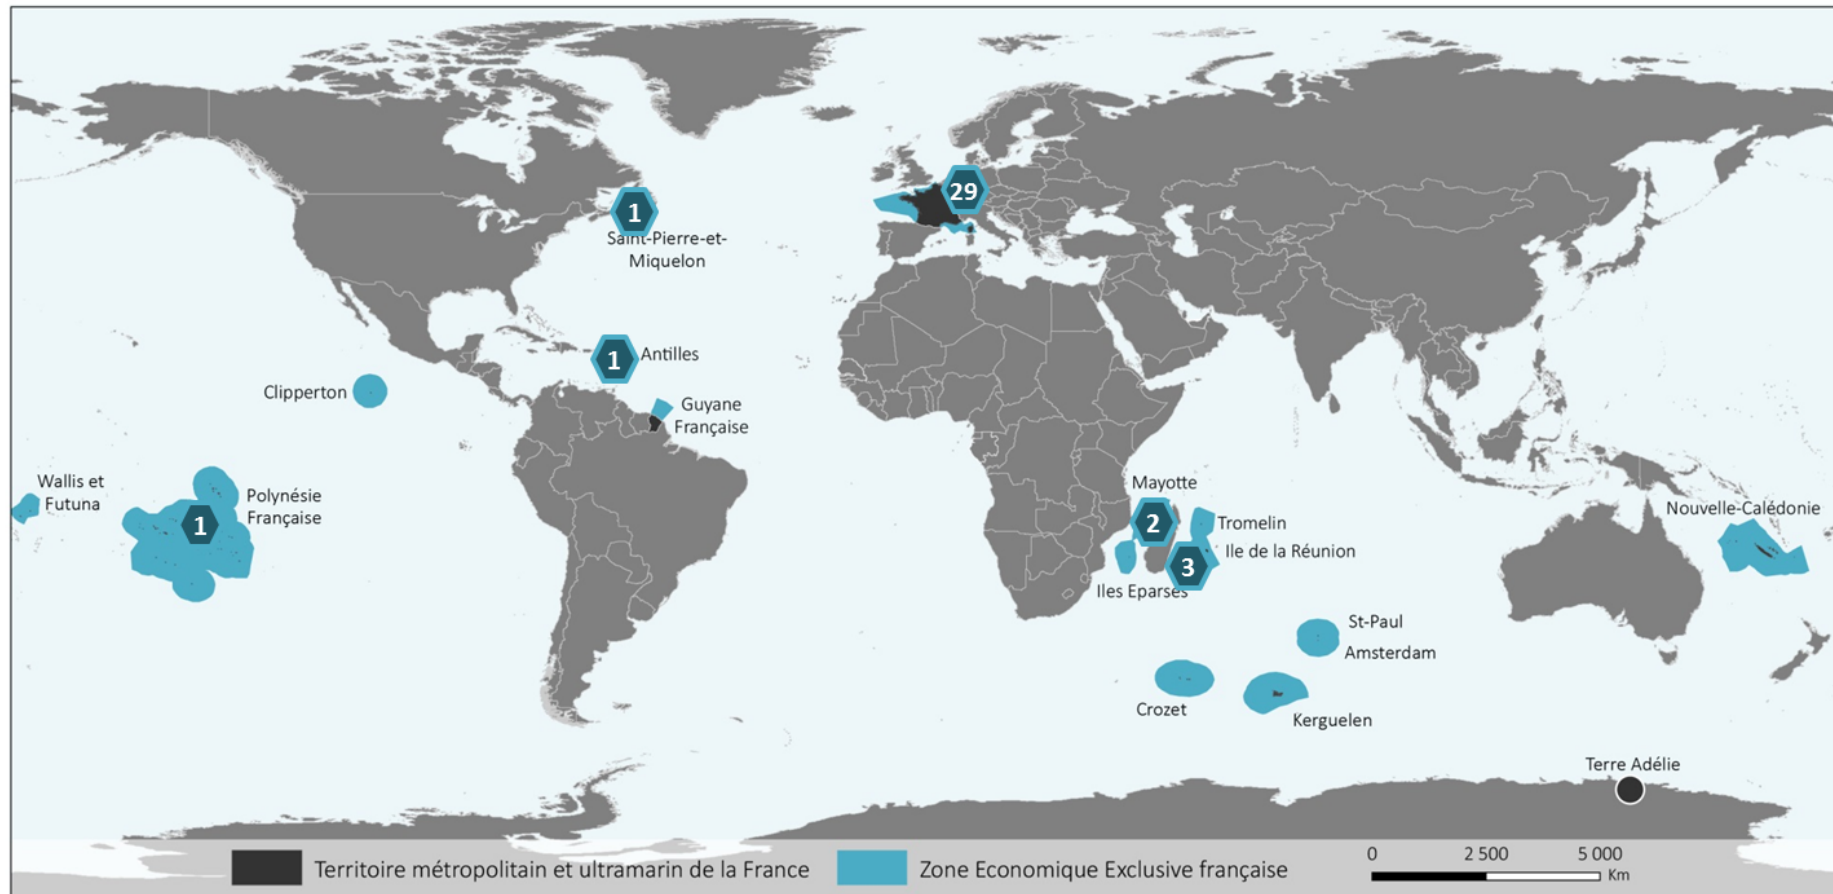 29
1
Saint-Pierre-et-
Miquelon
1
Antilles
Clipperton
Guyane
Française
Wallis et
Futuna
Polynésie
Française
1
Mayotte
2
Tromelin
Ile de la Réunion
3
Iles Eparses
Nouvelle-Calédonie
St-Paul
Amsterdam
Crozet
Kerguelen
Terre Adélie
Territoire métropolitain et ultramarin de la France
Zone Economique Exclusive française
0 2 500 5 000
Km